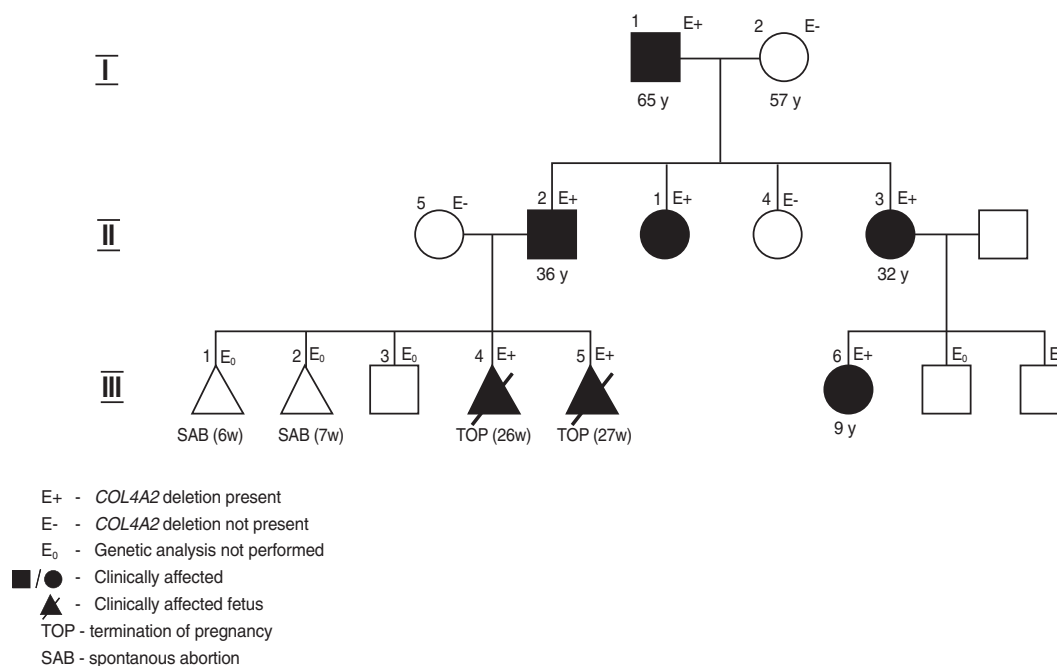 1 E+ 2 E-
I
65 y 57 y
5 E- 2 E+ 1 E+ 4 E- 3 E+
II
36 y 32 y
1 E₀ 2 E₀ 3 E₀ 4 E+ 5 E+ 6 E+ E₀ E
III
SAB (6w) SAB (7w) TOP (26w) TOP (27w) 9 y
E+ - COL4A2 deletion present
E- - COL4A2 deletion not present
E₀ - Genetic analysis not performed
/ - Clinically affected
- Clinically affected fetus
TOP - termination of pregnancy
SAB - spontanous abortion